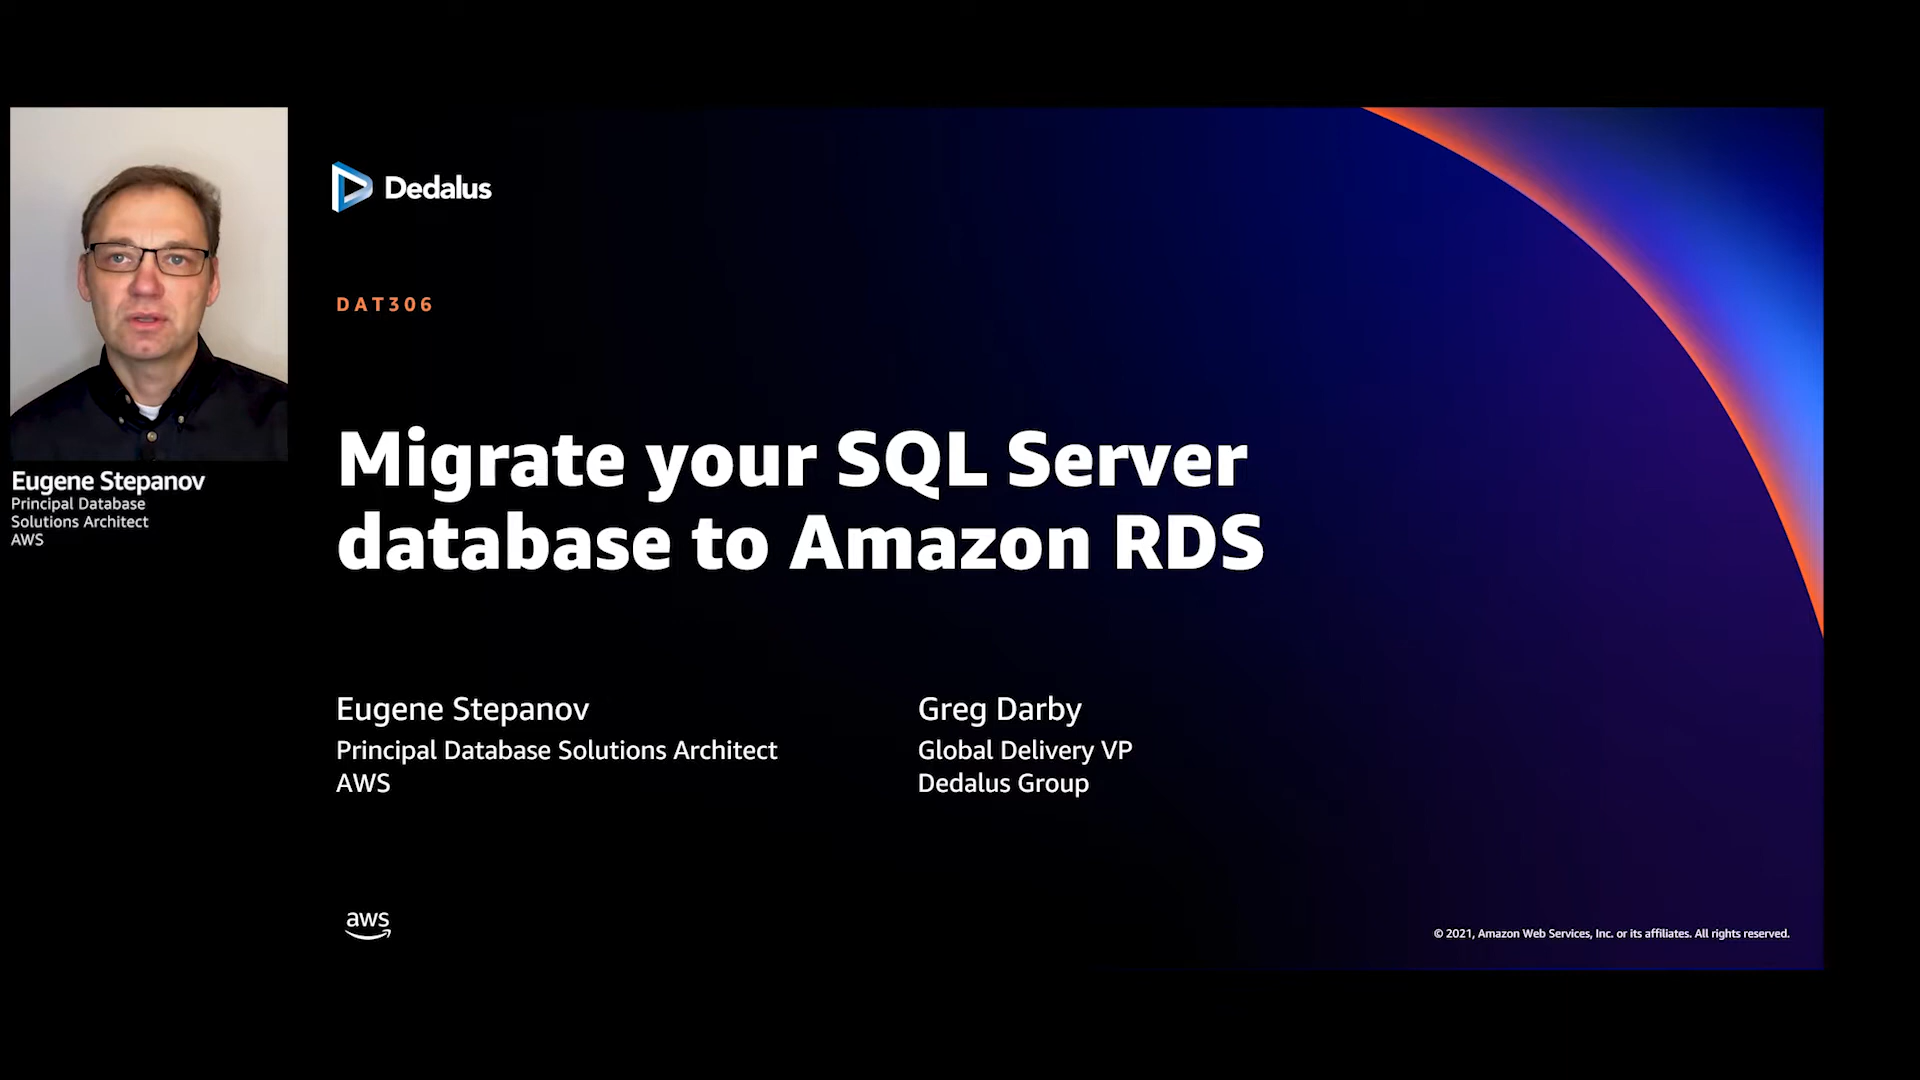 Eugene Stepanov
Principal Database
Solutions Architect
AWS
Dedalus
DAT306
Migrate your SQL Server
database to Amazon RDS
Eugene Stepanov
Principal Database Solutions Architect
AWS
Greg Darby
Global Delivery VP
Dedalus Group
aws
© 2021, Amazon Web Services, Inc. or its affiliates. All rights reserved.